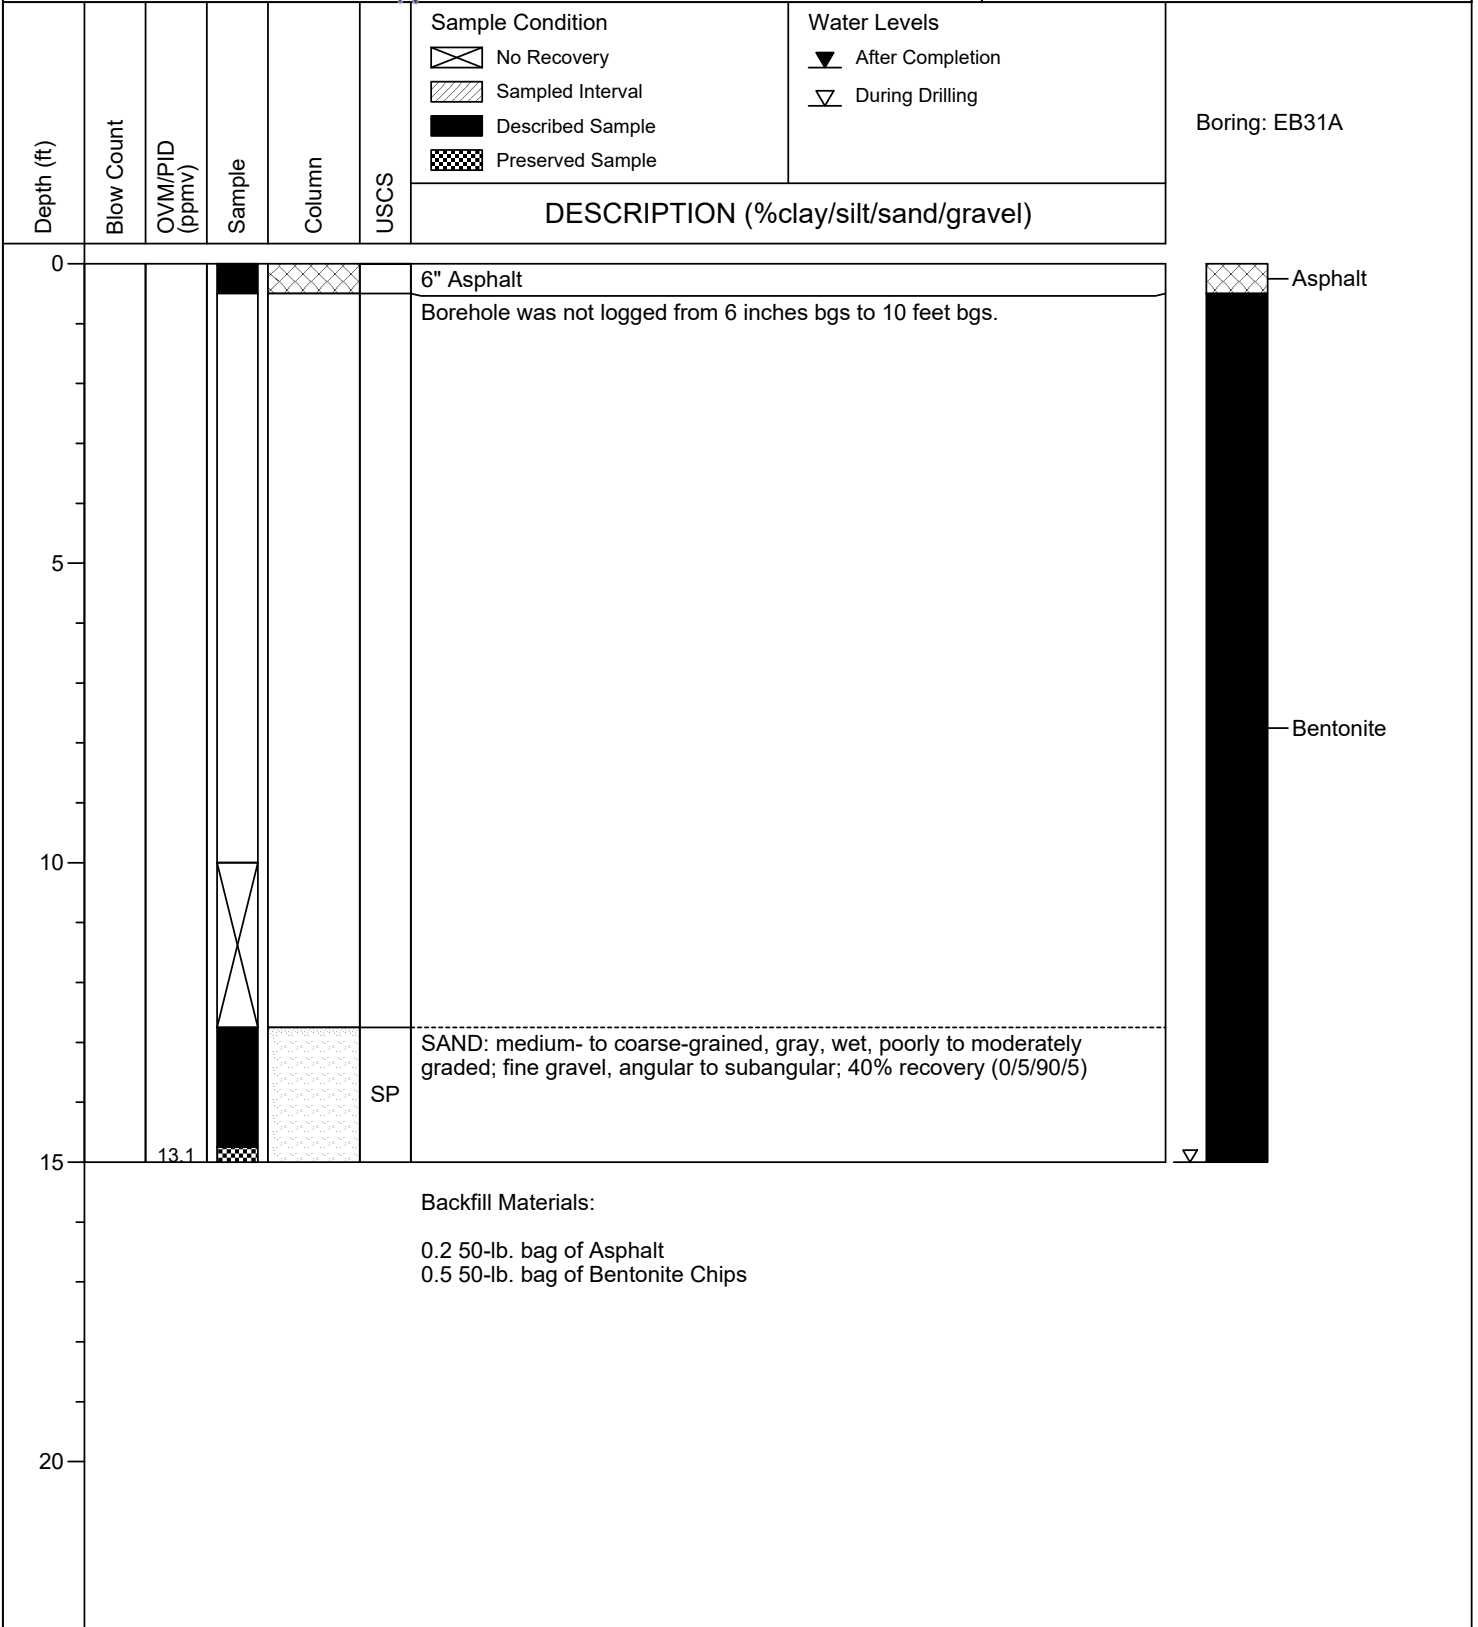 Sample Condition
No Recovery
Sampled Interval
Described Sample
Preserved Sample
Water Levels
After Completion
During Drilling
Boring: EB31A
Depth (ft)
Blow Count
OVM/PID
(ppmv)
Sample
Column
USCS
DESCRIPTION (%clay/silt/sand/gravel)
0
6" Asphalt
Asphalt
Borehole was not logged from 6 inches bgs to 10 feet bgs.
5
Bentonite
10
SAND: medium- to coarse-grained, gray, wet, poorly to moderately
graded; fine gravel, angular to subangular; 40% recovery (0/5/90/5)
SP
13.1
15
Backfill Materials:
0.2 50-lb. bag of Asphalt
0.5 50-lb. bag of Bentonite Chips
20